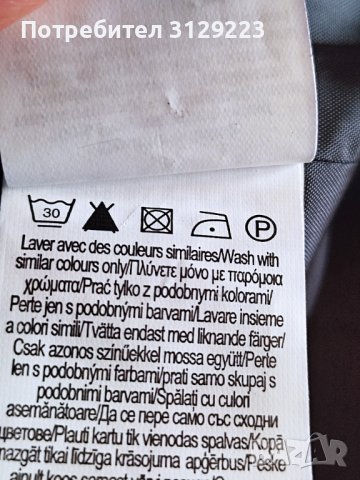 Потребител 3129223
30
P
Laver avec des couleurs similaires/Wash with
similar colours only/Πλύνετε μόνο με παρόμοια
χρώματα/Prać tylko z podobnymi kolorami/
Perte jen s podobnými barvami/Lavare insieme
a colori simili/Tvätta endast med liknande färger/
Csak azonos színűekkel mossa együtt/Perte
len s podobnými farbami/prati samo skupaj s
podobnimi barvami/Spălați cu culori
asemănătoare/Да се пере само със сходни
цветове/Plauti kartu tik vienodas spalvas/Kopā
mazgāt tikai līdzīga krāsojuma apģērbus/Peske